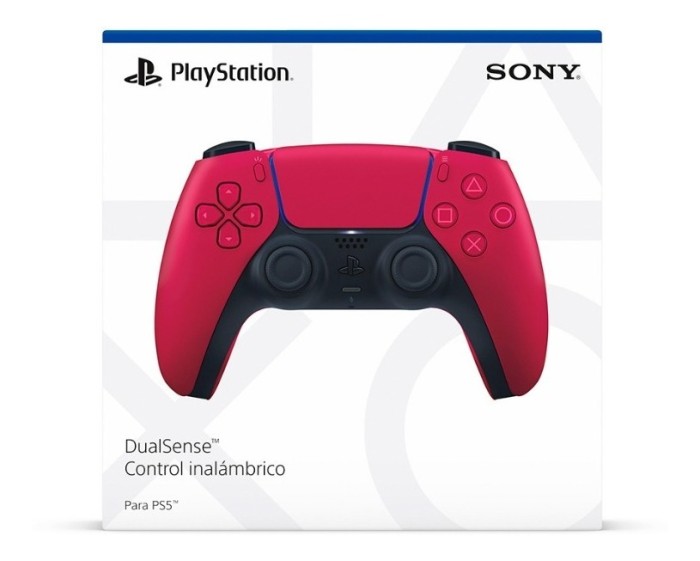 PlayStation.
SONY.
DualSense™
Control inalámbrico
Para PS5™